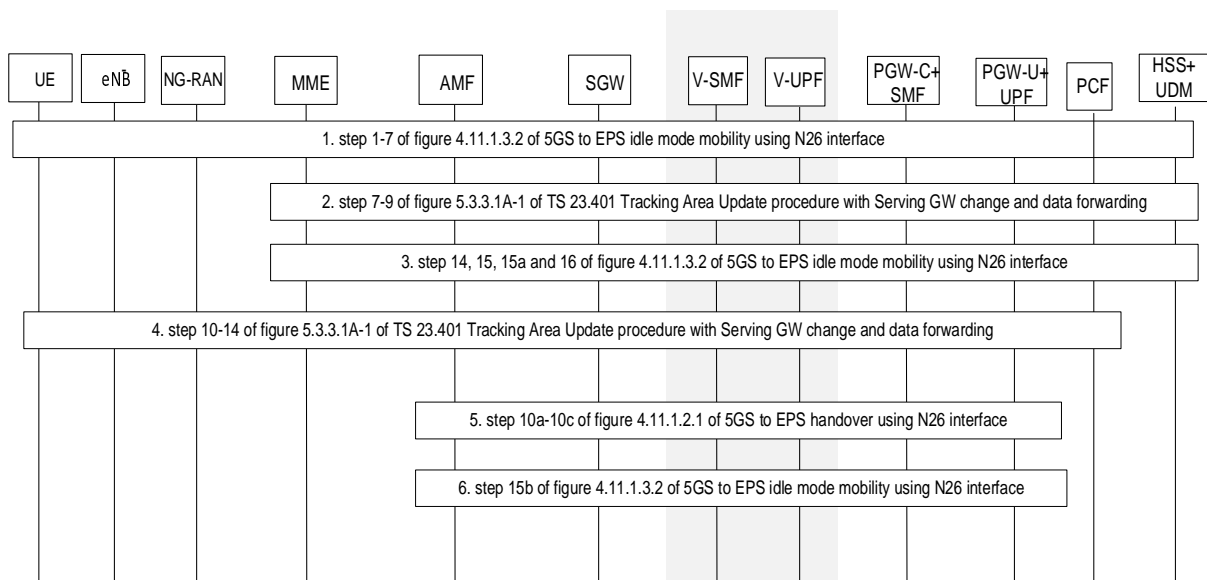 UE
eNB
NG-RAN
MME
AMF
SGW
V-SMF
V-UPF
PGW-C+
SMF
PGW-U+
UPF
PCF
HSS+
UDM
1. step 1-7 of figure 4.11.1.3.2 of 5GS to EPS idle mode mobility using N26 interface
2. step 7-9 of figure 5.3.3.1A-1 of TS 23.401 Tracking Area Update procedure with Serving GW change and data forwarding
3. step 14, 15, 15a and 16 of figure 4.11.1.3.2 of 5GS to EPS idle mode mobility using N26 interface
4. step 10-14 of figure 5.3.3.1A-1 of TS 23.401 Tracking Area Update procedure with Serving GW change and data forwarding
5. step 10a-10c of figure 4.11.1.2.1 of 5GS to EPS handover using N26 interface
6. step 15b of figure 4.11.1.3.2 of 5GS to EPS idle mode mobility using N26 interface